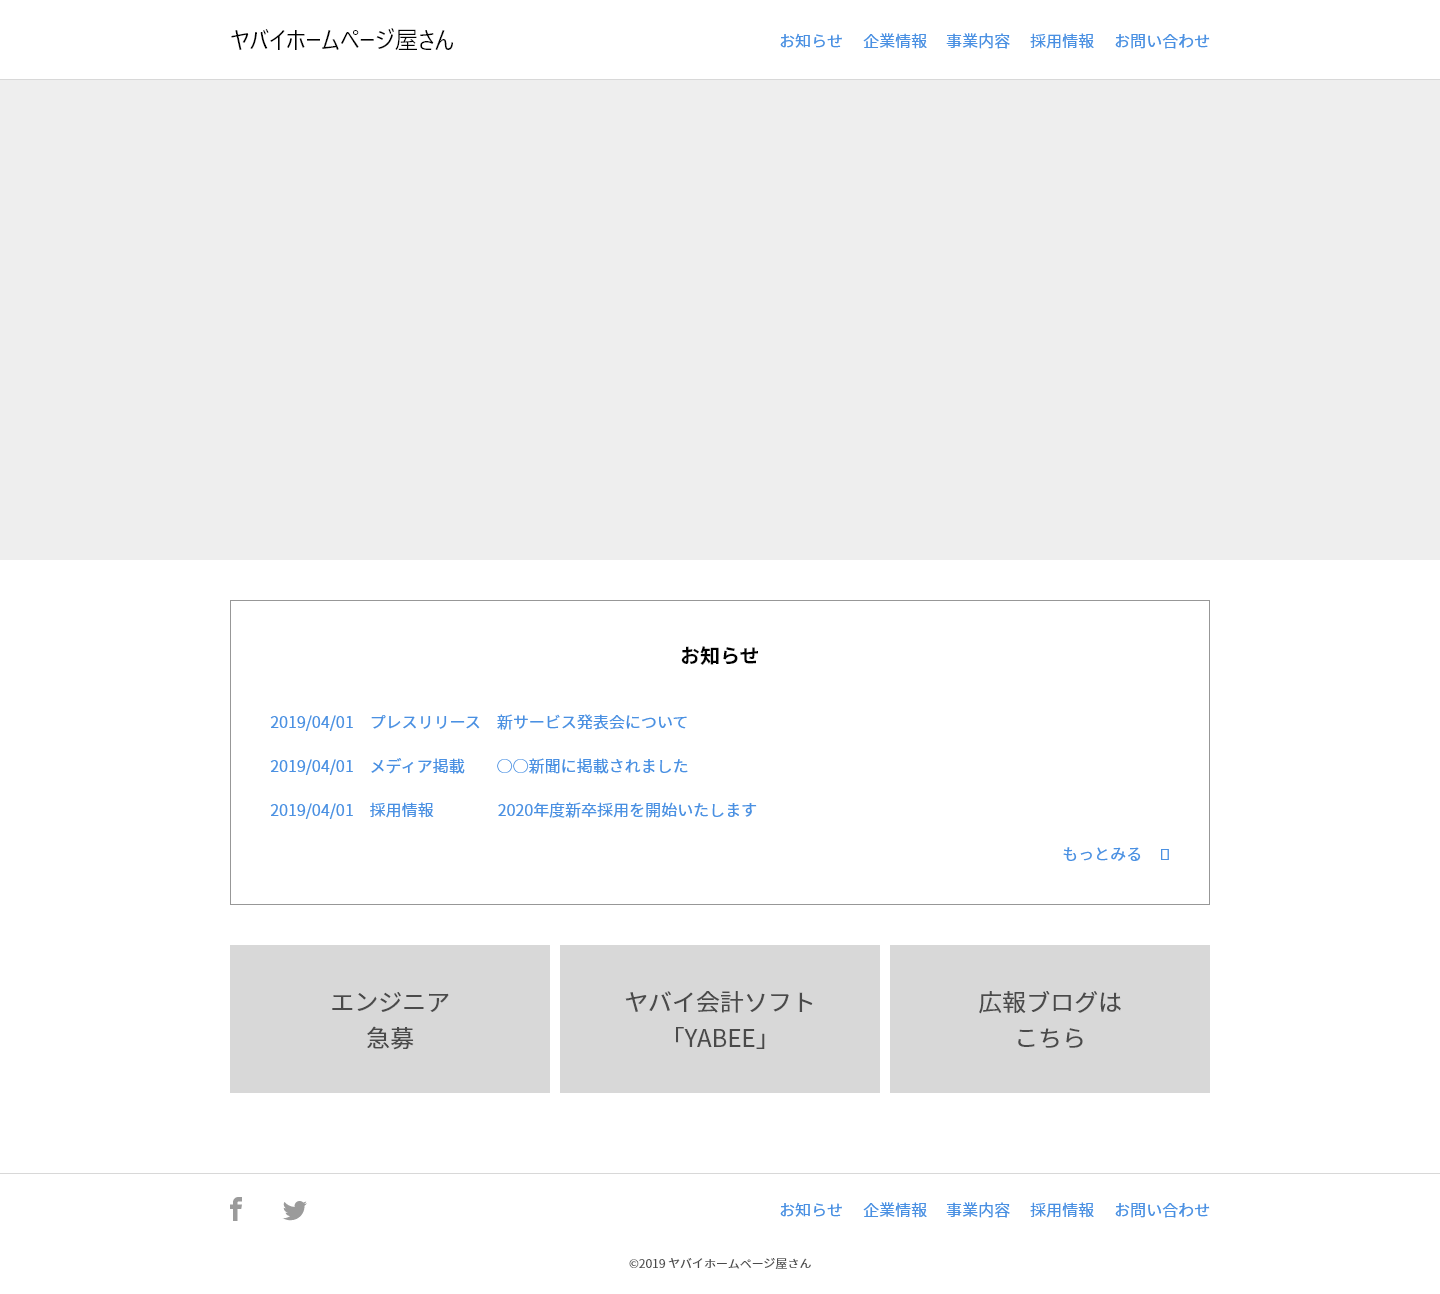 ヤバイホームページ屋さん
お知らせ 企業情報 事業内容 採用情報 お問い合わせ
お知らせ
2019/04/01 プレスリリース 新サービス発表会について
2019/04/01 メディア掲載 〇〇新聞に掲載されました
2019/04/01 採用情報 2020年度新卒採用を開始いたします
もっとみる
エンジニア
急募
ヤバイ会計ソフト
「YABEE」
広報ブログは
こちら
お知らせ 企業情報 事業内容 採用情報 お問い合わせ
©2019 ヤバイホームページ屋さん